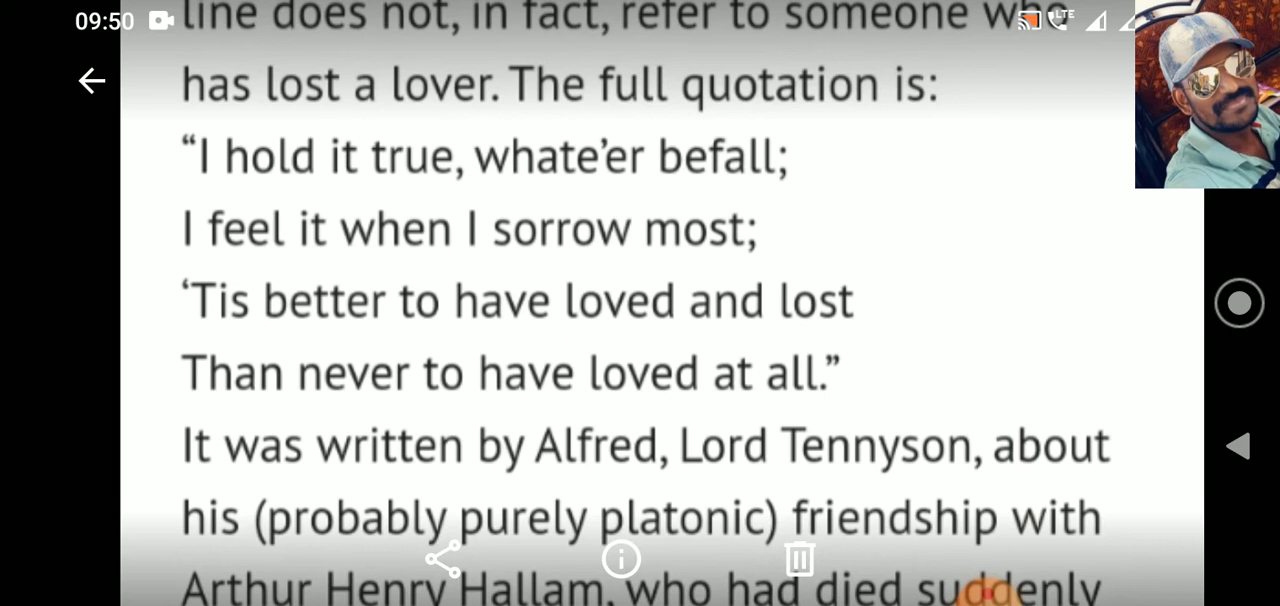 09:50
line does not, in fact, refer to someone who
LTE
has lost a lover. The full quotation is:
“I hold it true, whate’er befall;
I feel it when I sorrow most;
‘Tis better to have loved and lost
Than never to have loved at all.”
It was written by Alfred, Lord Tennyson, about
his (probably purely platonic) friendship with
Arthur Henry Hallam, who had died suddenly